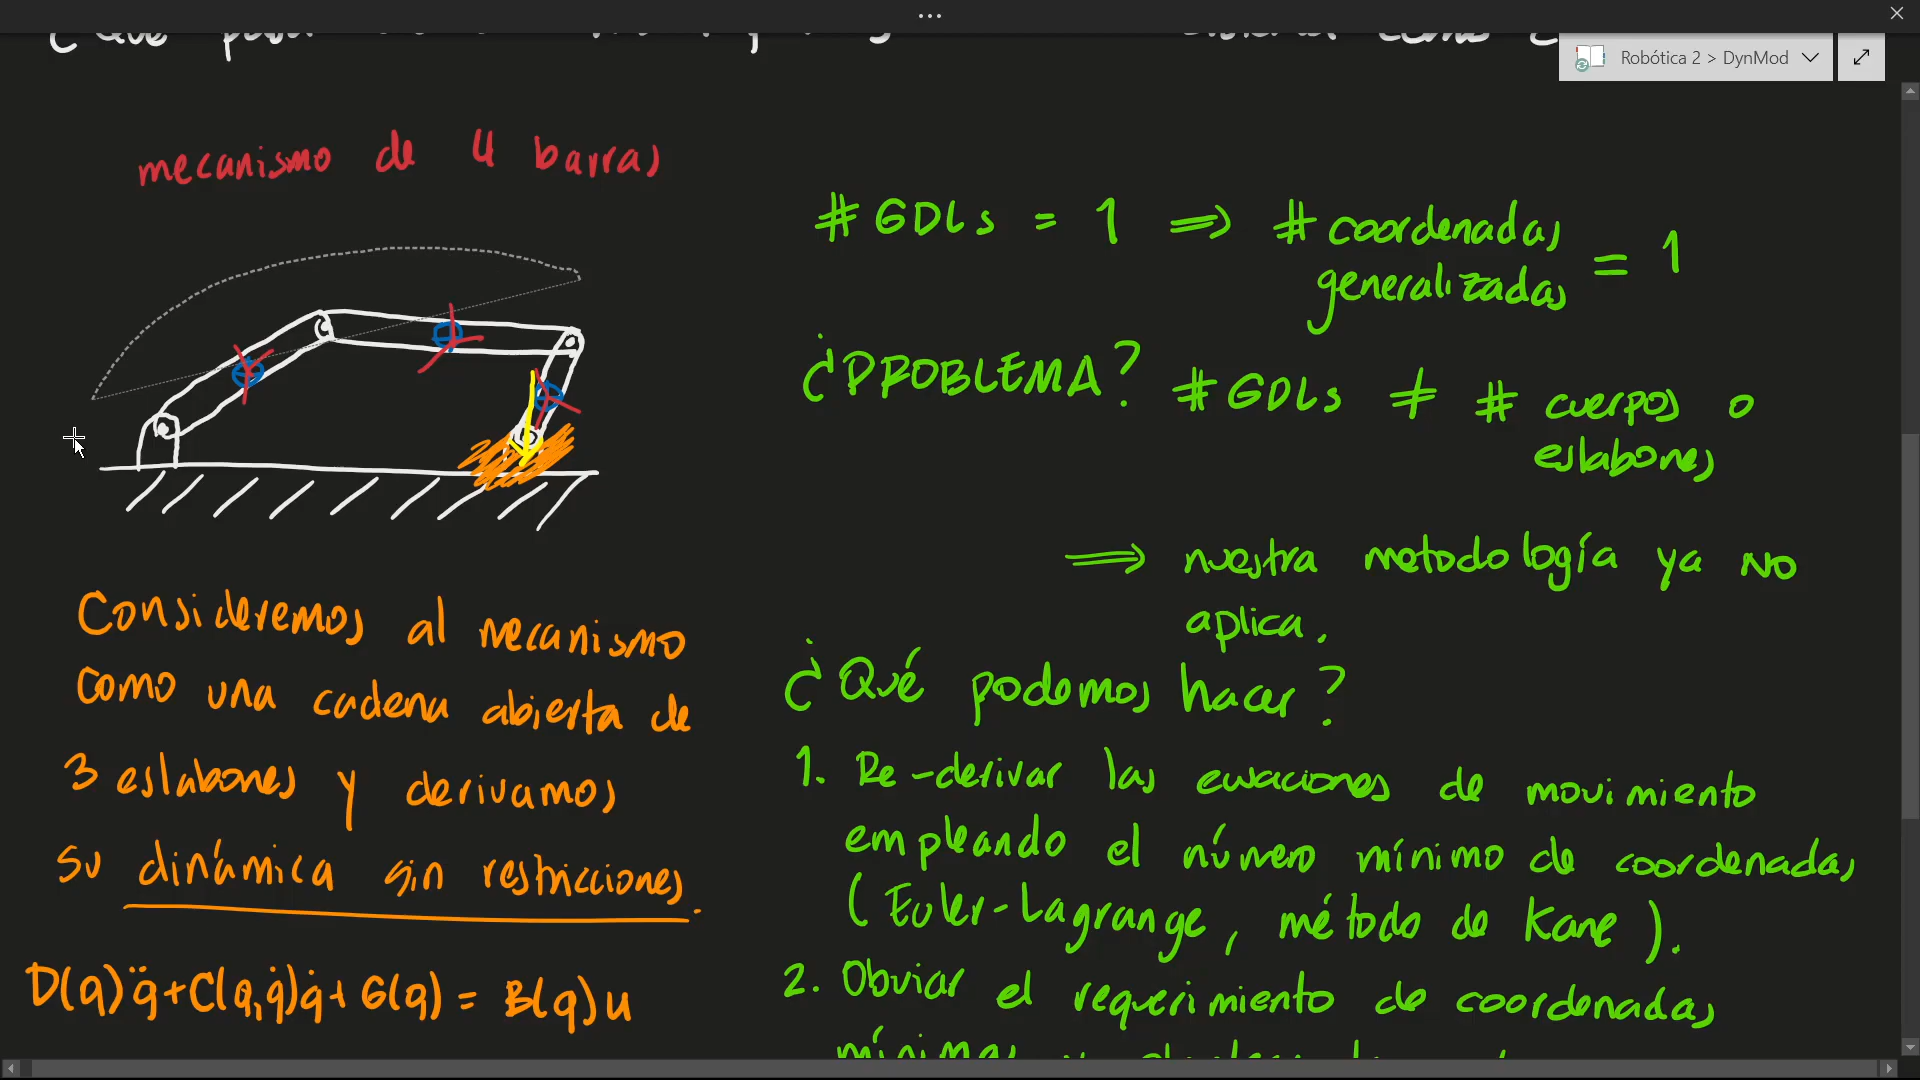 Robótica 2 > DynMod
mecanismo de 4 barras
Consideremos al mecanismo
como una cadena abierta de
3 eslabones y derivamos
su dinámica sin restricciones.
D(q)q̈+C(q,q̇)q̇+G(q) = B(q)u
# GDLs = 1 ⟹ # coordenadas generalizadas = 1
¿PROBLEMA? # GDLs ≠ # cuerpos o
eslabones
⟹ nuestra metodología ya NO
aplica.
¿Qué podemos hacer?
1. Re-derivar las ecuaciones de movimiento
empleando el número mínimo de coordenadas
(Euler-Lagrange, método de Kane).
2. Obviar el requerimiento de coordenadas